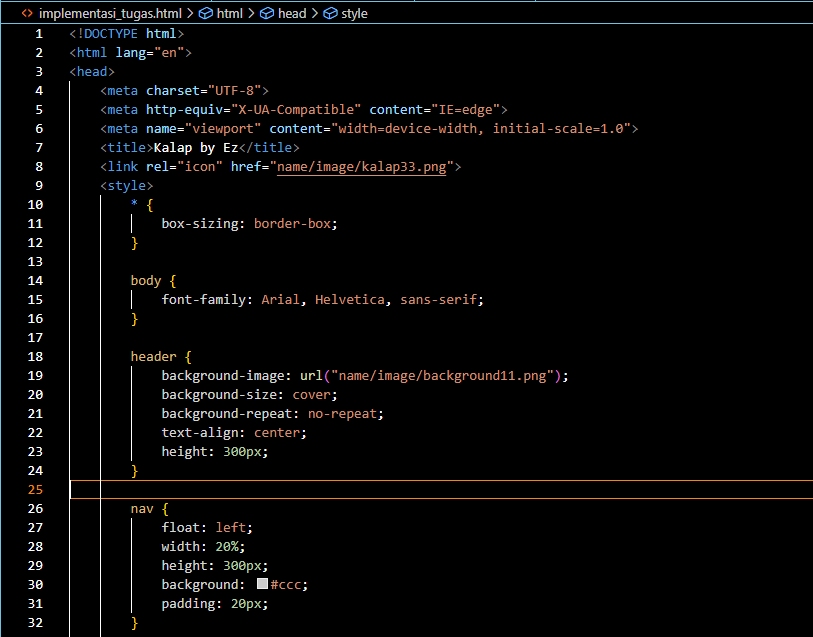 <> implementasi_tugas.html > html > head > style
1 <!DOCTYPE html>
2 <html lang="en">
3 <head>
4 <meta charset="UTF-8">
5 <meta http-equiv="X-UA-Compatible" content="IE=edge">
6 <meta name="viewport" content="width=device-width, initial-scale=1.0">
7 <title>Kalap by Ez</title>
8 <link rel="icon" href="name/image/kalap33.png">
9 <style>
10 * {
11 box-sizing: border-box;
12 }
13
14 body {
15 font-family: Arial, Helvetica, sans-serif;
16 }
17
18 header {
19 background-image: url("name/image/background11.png");
20 background-size: cover;
21 background-repeat: no-repeat;
22 text-align: center;
23 height: 300px;
24 }
25
26 nav {
27 float: left;
28 width: 20%;
29 height: 300px;
30 background: #ccc;
31 padding: 20px;
32 }